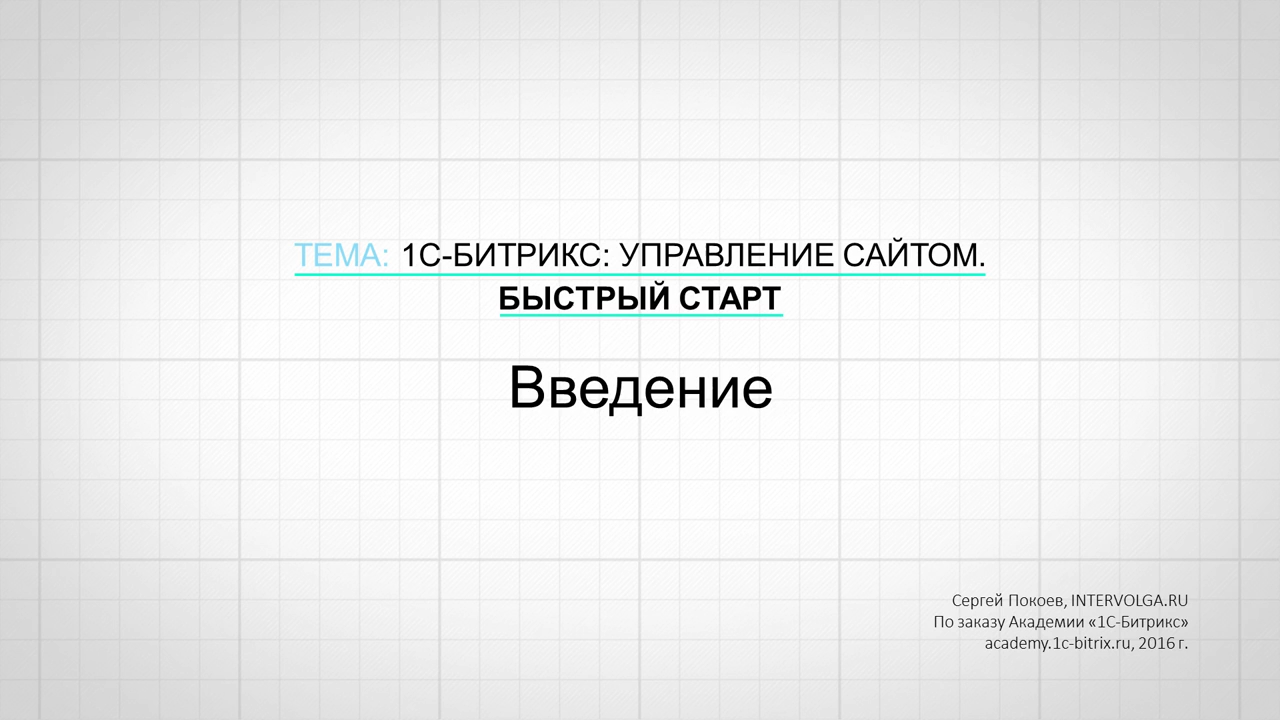 ТЕМА: 1С-БИТРИКС: УПРАВЛЕНИЕ САЙТОМ.
БЫСТРЫЙ СТАРТ
Введение
Сергей Покоев, INTERVOLGA.RU
По заказу Академии «1С-Битрикс»
academy.1c-bitrix.ru, 2016 г.